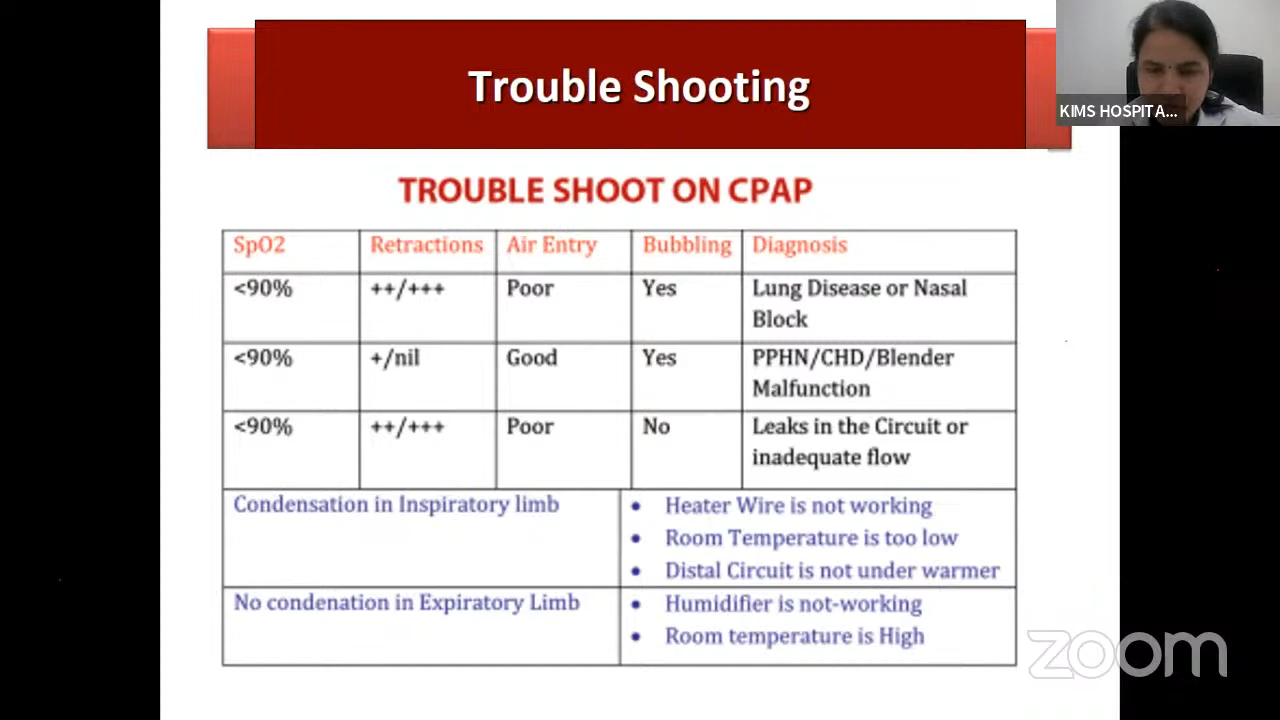 Trouble Shooting
KIMS HOSPITA...
TROUBLE SHOOT ON CPAP
SpO2 Retractions Air Entry Bubbling Diagnosis
<90% ++/+++ Poor Yes Lung Disease or Nasal
Block
<90% +/nil Good Yes PPHN/CHD/Blender
Malfunction
<90% ++/+++ Poor No Leaks in the Circuit or
inadequate flow
Condensation in Inspiratory limb • Heater Wire is not working
• Room Temperature is too low
• Distal Circuit is not under warmer
No condenation in Expiratory Limb • Humidifier is not-working
• Room temperature is High
zoom